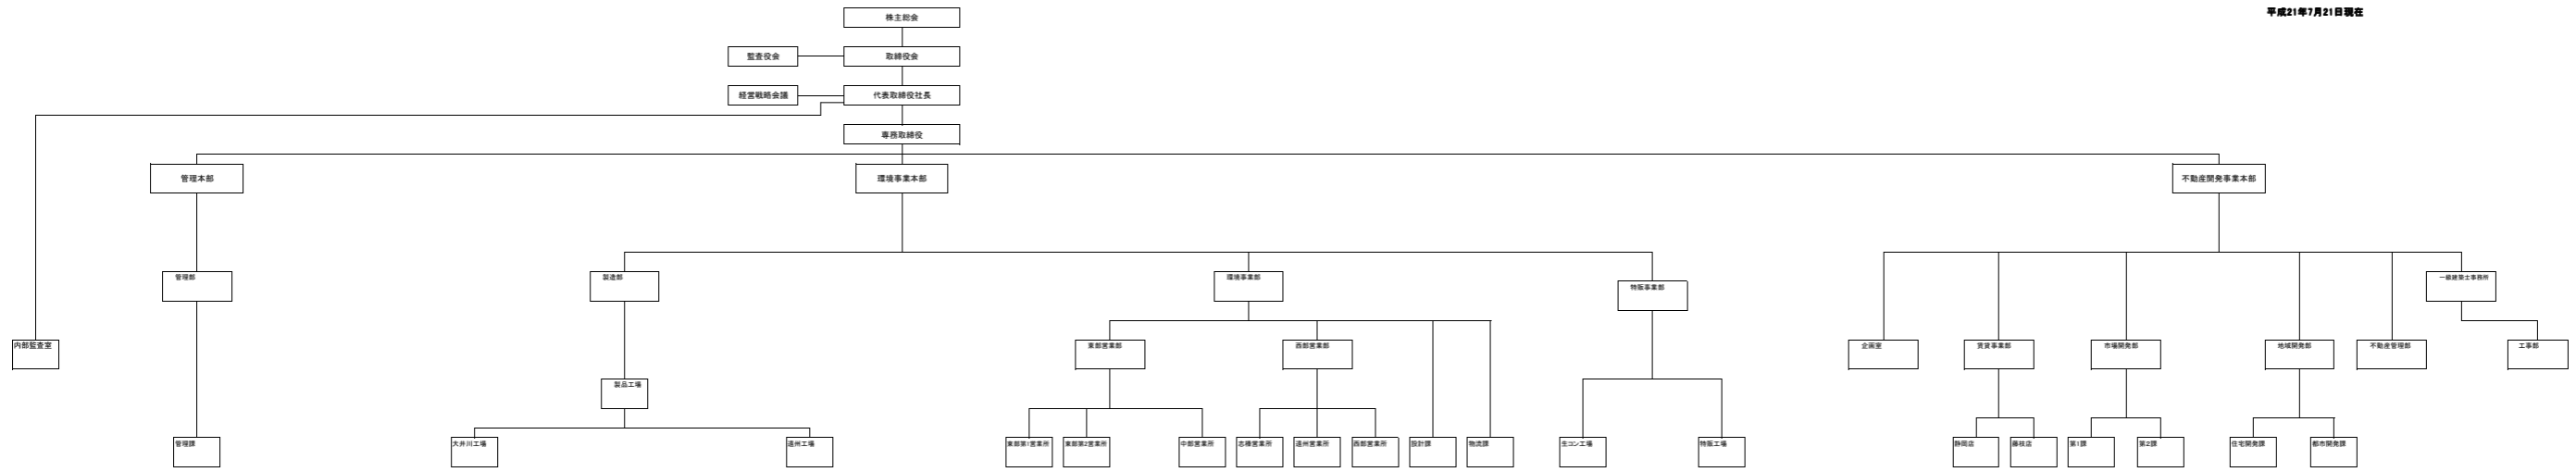 平成21年7月21日現在
株主総会
監査役会
取締役会
経営戦略会議
代表取締役社長
専務取締役
管理本部
環境事業本部
不動産開発事業本部
管理部
製造部
環境事業部
特販事業部
一級建築士事務所
内部監査室
東部営業部
西部営業部
企画室
賃貸事業部
市場開発部
地域開発部
不動産管理部
工事部
製品工場
管理課
大井川工場
遠州工場
東部第1営業所
東部第2営業所
中部営業所
志榛営業所
遠州営業所
西部営業所
設計課
物流課
生コン工場
特販工場
静岡店
藤枝店
第1課
第2課
住宅開発課
都市開発課